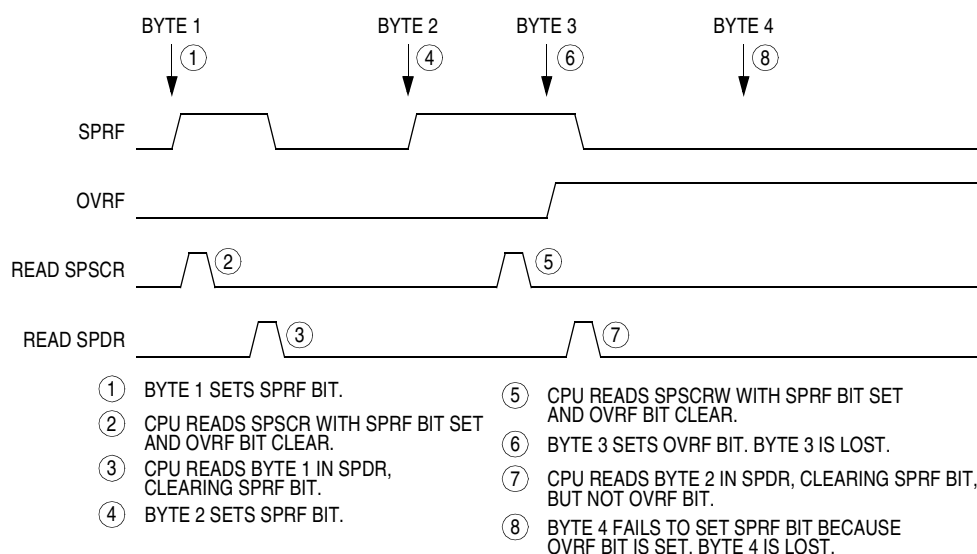 BYTE 1 BYTE 2 BYTE 3 BYTE 4
1 4 6 8
SPRF
OVRF
READ SPSCR 2 5
READ SPDR 3 7
1 BYTE 1 SETS SPRF BIT.
2 CPU READS SPSCR WITH SPRF BIT SET
AND OVRF BIT CLEAR.
3 CPU READS BYTE 1 IN SPDR,
CLEARING SPRF BIT.
4 BYTE 2 SETS SPRF BIT.
5 CPU READS SPSCRW WITH SPRF BIT SET
AND OVRF BIT CLEAR.
6 BYTE 3 SETS OVRF BIT. BYTE 3 IS LOST.
7 CPU READS BYTE 2 IN SPDR, CLEARING SPRF BIT,
BUT NOT OVRF BIT.
8 BYTE 4 FAILS TO SET SPRF BIT BECAUSE
OVRF BIT IS SET. BYTE 4 IS LOST.